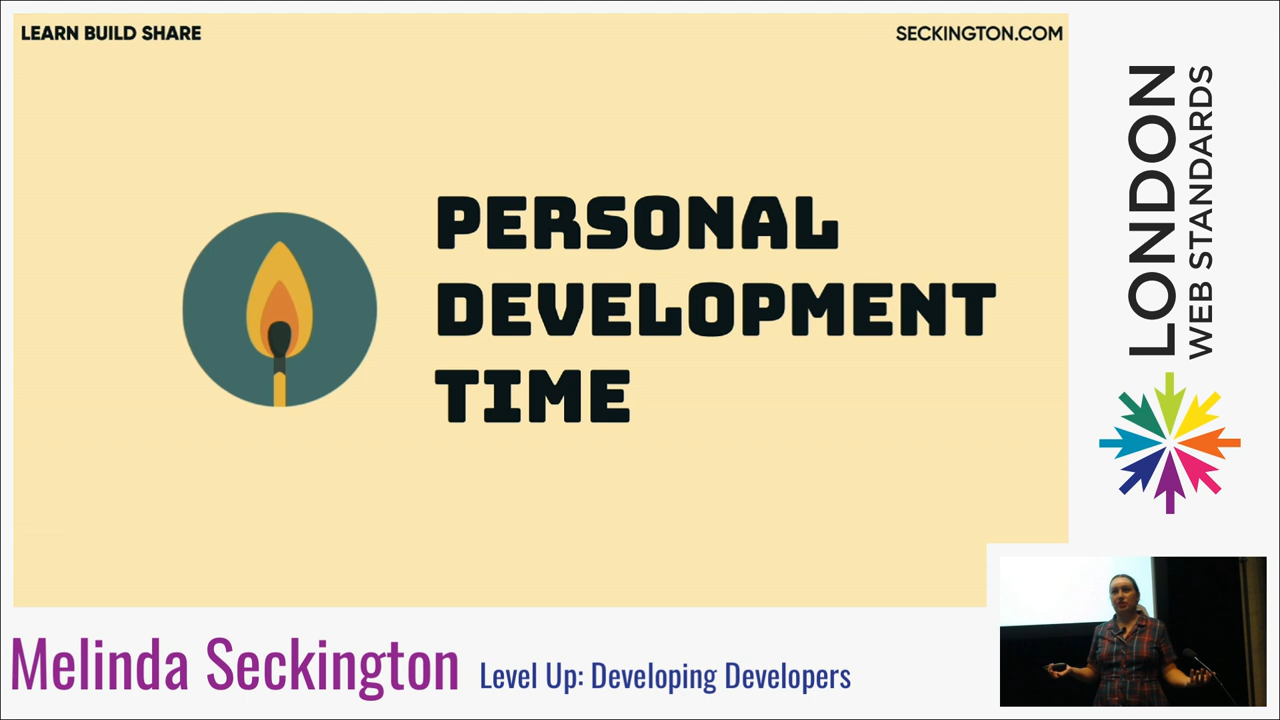 LEARN BUILD SHARE
SECKINGTON.COM
PERSONAL
DEVELOPMENT
TIME
LONDON
WEB STANDARDS
Melinda Seckington
Level Up: Developing Developers